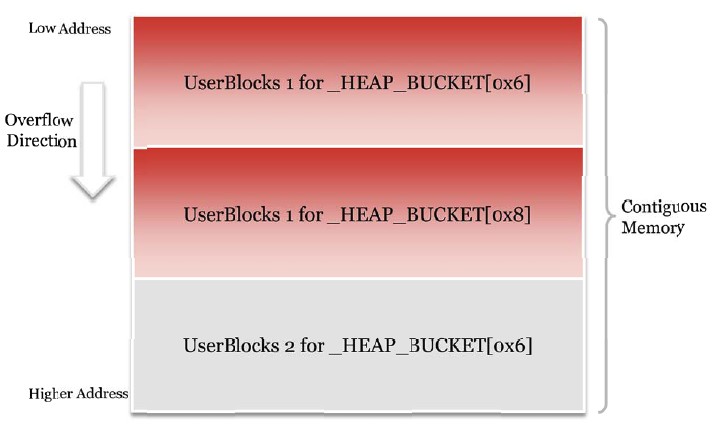 Low Address
UserBlocks 1 for _HEAP_BUCKET[0x6]
Overflow
Direction
UserBlocks 1 for _HEAP_BUCKET[0x8]
Contiguous
Memory
UserBlocks 2 for _HEAP_BUCKET[0x6]
Higher Address